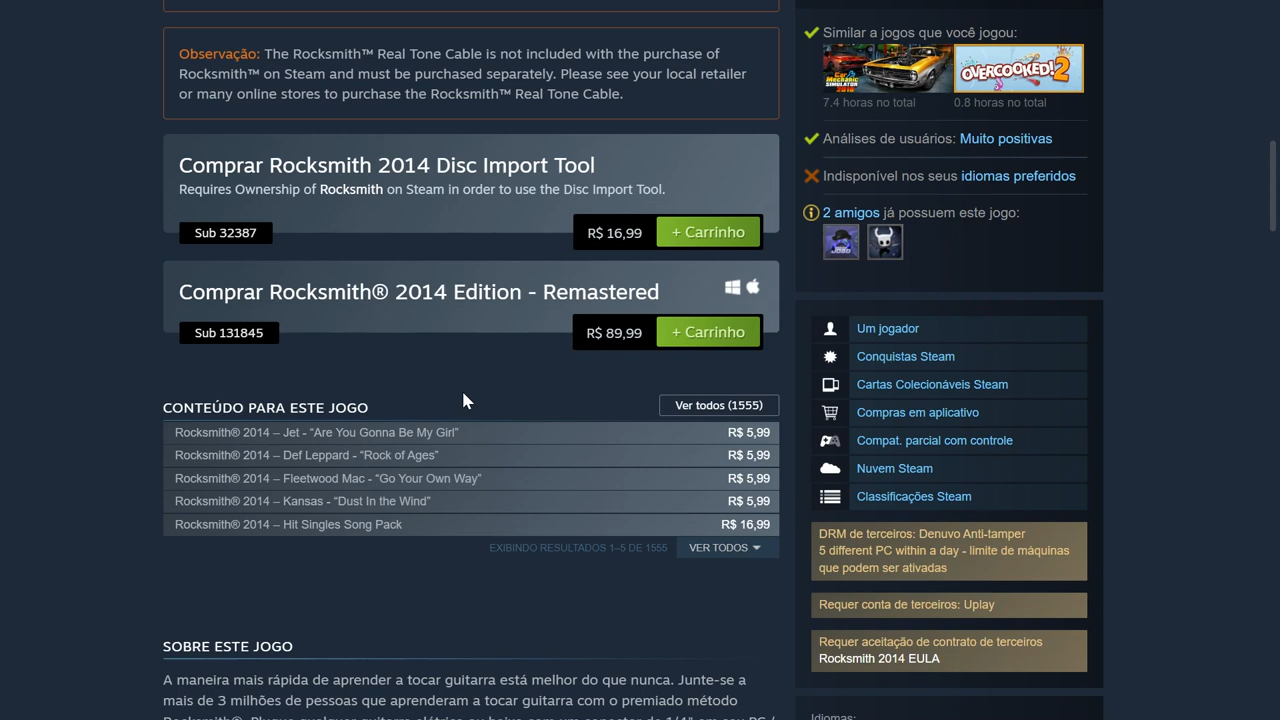 Observação: The Rocksmith™ Real Tone Cable is not included with the purchase of
Rocksmith™ on Steam and must be purchased separately. Please see your local retailer
or many online stores to purchase the Rocksmith™ Real Tone Cable.
Comprar Rocksmith 2014 Disc Import Tool
Requires Ownership of Rocksmith on Steam in order to use the Disc Import Tool.
Sub 32387
R$ 16,99
+ Carrinho
Comprar Rocksmith® 2014 Edition - Remastered
Sub 131845
R$ 89,99
+ Carrinho
CONTEÚDO PARA ESTE JOGO
Ver todos (1555)
Rocksmith® 2014 – Jet - “Are You Gonna Be My Girl” R$ 5,99
Rocksmith® 2014 – Def Leppard - “Rock of Ages” R$ 5,99
Rocksmith® 2014 – Fleetwood Mac - “Go Your Own Way” R$ 5,99
Rocksmith® 2014 – Kansas - “Dust In the Wind” R$ 5,99
Rocksmith® 2014 – Hit Singles Song Pack R$ 16,99
EXIBINDO RESULTADOS 1–5 DE 1555 VER TODOS
SOBRE ESTE JOGO
A maneira mais rápida de aprender a tocar guitarra está melhor do que nunca. Junte-se a
mais de 3 milhões de pessoas que aprenderam a tocar guitarra com o premiado método
Similar a jogos que você jogou:
OVERCOOKED! 2
7.4 horas no total 0.8 horas no total
Análises de usuários: Muito positivas
Indisponível nos seus idiomas preferidos
2 amigos já possuem este jogo:
Um jogador
Conquistas Steam
Cartas Colecionáveis Steam
Compras em aplicativo
Compat. parcial com controle
Nuvem Steam
Classificações Steam
DRM de terceiros: Denuvo Anti-tamper
5 different PC within a day - limite de máquinas
que podem ser ativadas
Requer conta de terceiros: Uplay
Requer aceitação de contrato de terceiros
Rocksmith 2014 EULA
Idiomas: